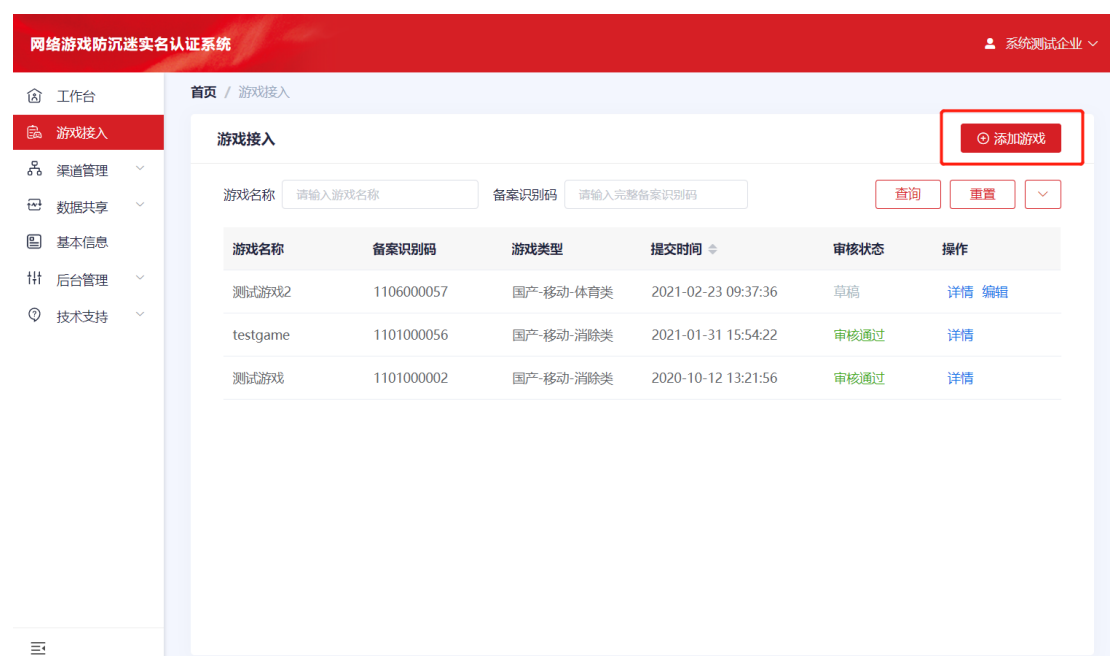 网络游戏防沉迷实名认证系统
系统测试企业
工作台
游戏接入
渠道管理
数据共享
基本信息
后台管理
技术支持
首页 / 游戏接入
游戏接入
添加游戏
游戏名称 请输入游戏名称 备案识别码 请输入完整备案识别码 查询 重置
游戏名称 备案识别码 游戏类型 提交时间 审核状态 操作
测试游戏2 1106000057 国产-移动-体育类 2021-02-23 09:37:36 草稿 详情 编辑
testgame 1101000056 国产-移动-消除类 2021-01-31 15:54:22 审核通过 详情
测试游戏 1101000002 国产-移动-消除类 2020-10-12 13:21:56 审核通过 详情